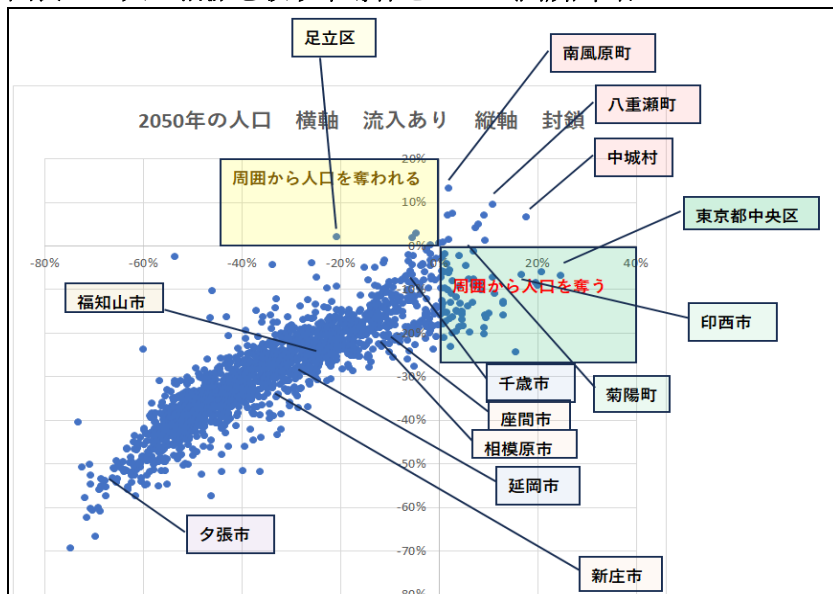 足立区
南風原町
八重瀬町
中城村
2050年の人口　横軸　流入あり　縦軸　封鎖
20%
周囲から人口を奪われる
10%
東京都中央区
0%
-80%
-60%
-40%
-20%
20%
40%
周囲から人口を奪う
福知山市
印西市
-30%
千歳市
菊陽町
-40%
座間市
相模原市
-50%
延岡市
-60%
夕張市
-70%
新庄市
-80%